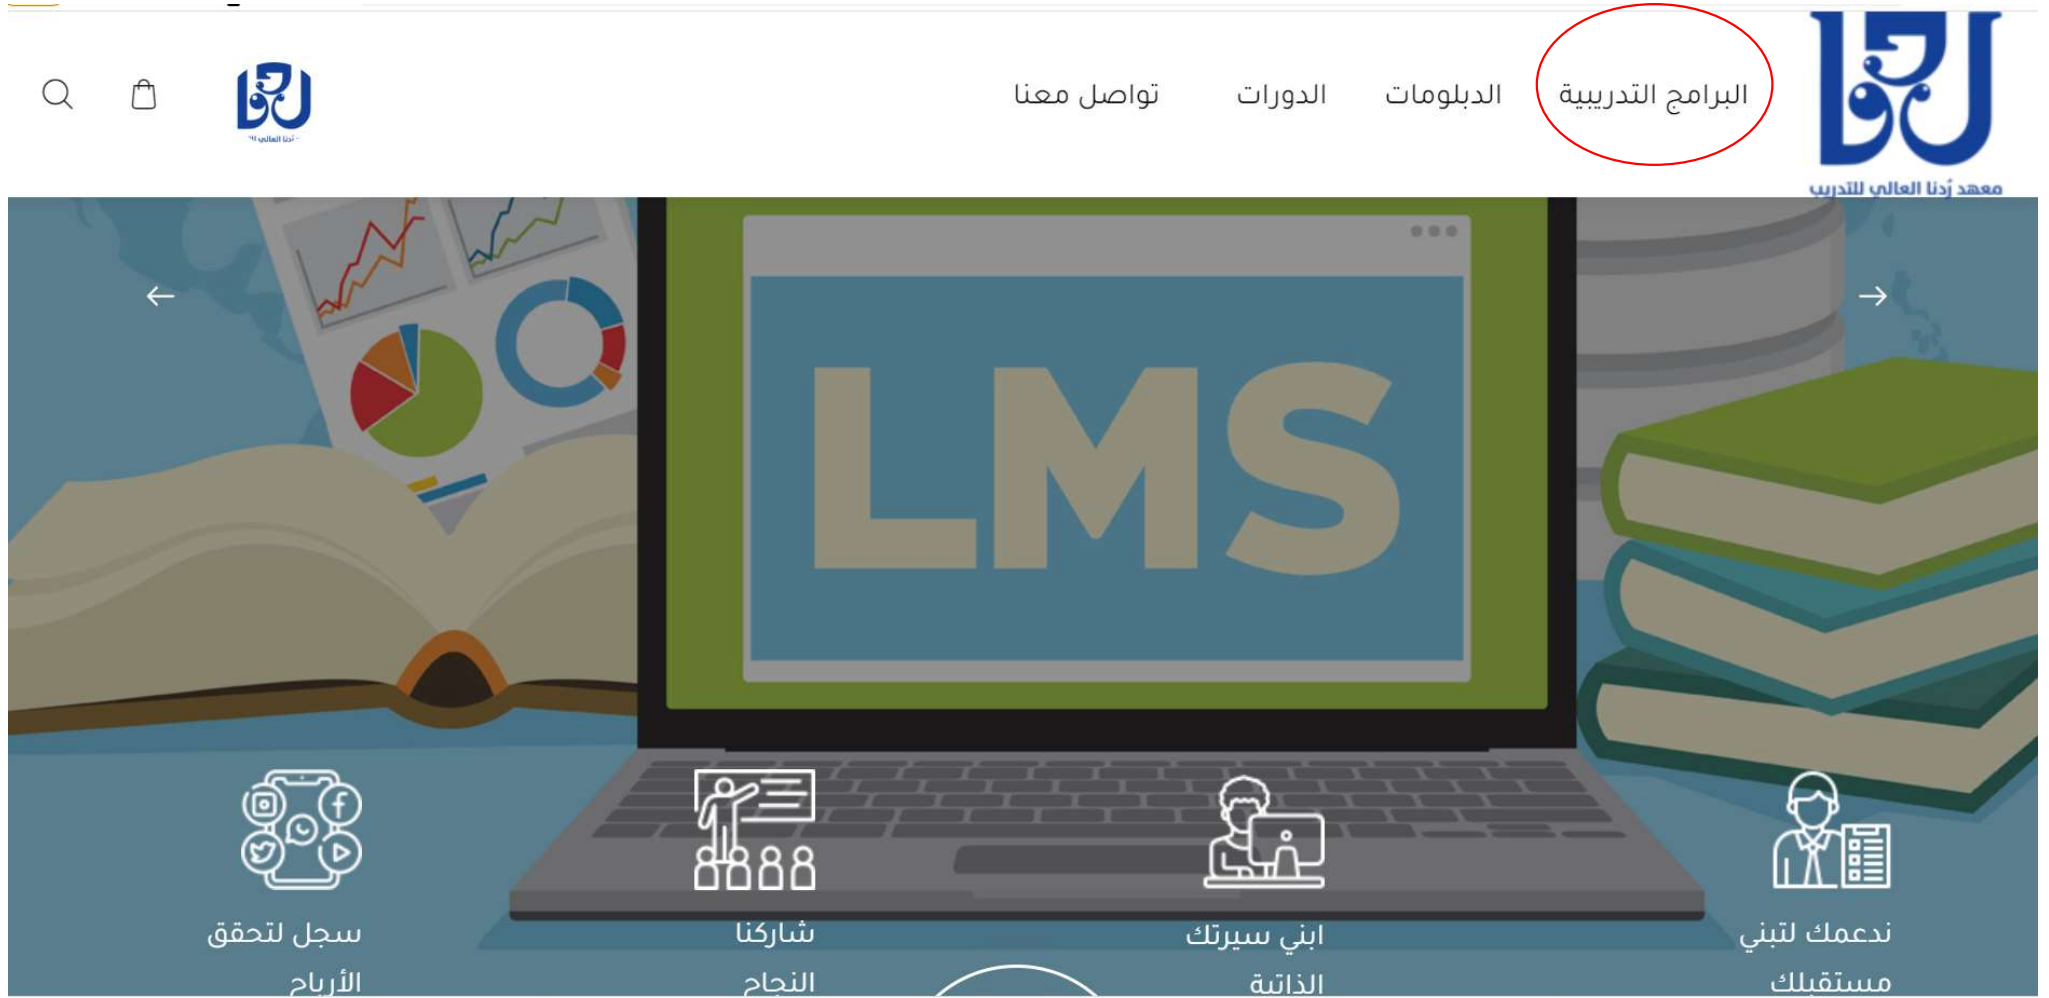 البرامج التدريبية
الدبلومات
الدورات
تواصل معنا
معهد رُدنا العالي للتدريب
LMS
ندعمك لتبني
مستقبلك
ابني سيرتك
الذاتية
شاركنا
النجاح
سجل لتحقق
الأرباح